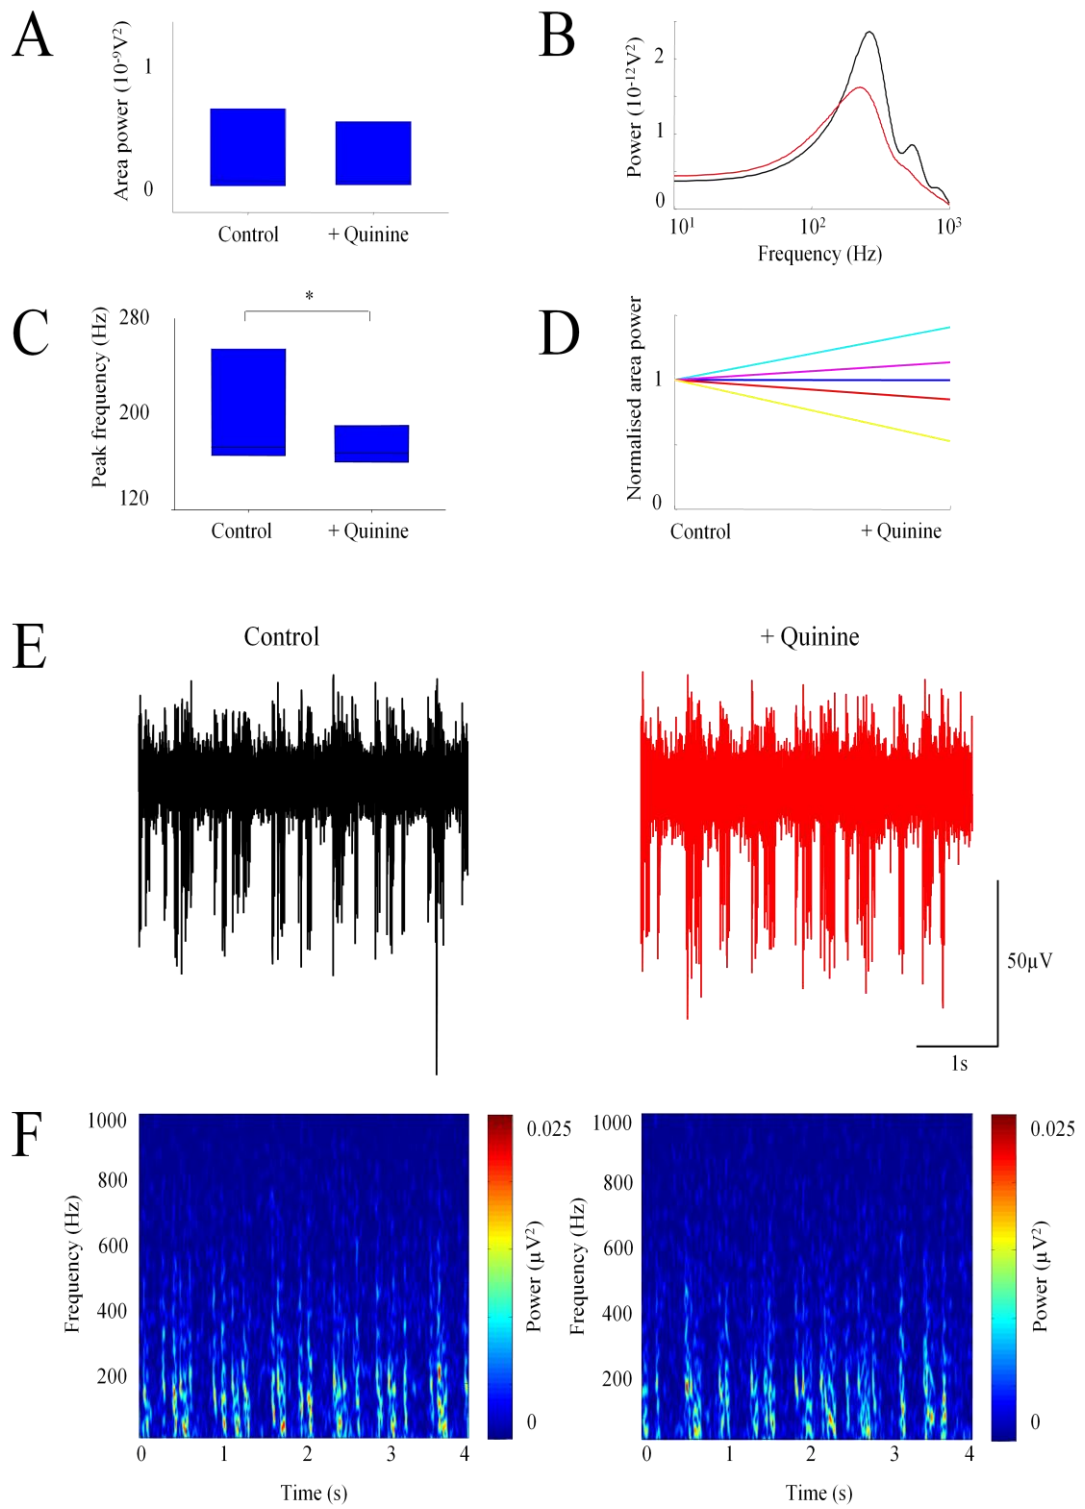 A
Area power (10⁻⁹V²)
1
0
Control
+ Quinine
B
Power (10⁻¹²V²)
2
1
0
10¹
10²
10³
Frequency (Hz)
C
Peak frequency (Hz)
280
200
120
*
Control
+ Quinine
D
Normalised area power
1
0
Control
+ Quinine
E
Control
+ Quinine
50µV
1s
F
Frequency (Hz)
1000
800
600
400
200
0
1
2
3
4
Time (s)
0.025
Power (µV²)
0
Frequency (Hz)
1000
800
600
400
200
0
1
2
3
4
Time (s)
0.025
Power (µV²)
0